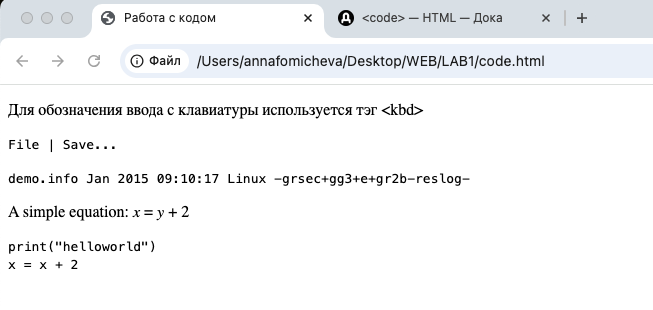 Работа с кодом
<code> — HTML — Дока
Файл /Users/annafomicheva/Desktop/WEB/LAB1/code.html
Для обозначения ввода с клавиатуры используется тэг <kbd>
File | Save...
demo.info Jan 2015 09:10:17 Linux -grsec+gg3+e+gr2b-reslog-
A simple equation: x = y + 2
print("helloworld")
x = x + 2